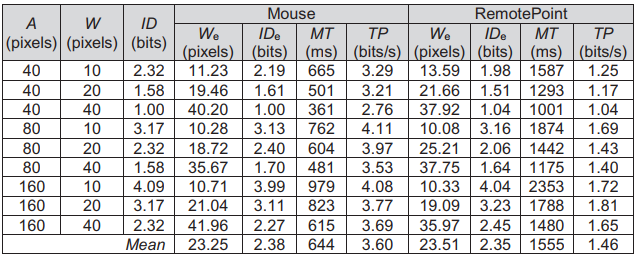 A W ID Mouse RemotePoint
(pixels) (pixels) (bits) We IDe MT TP We IDe MT TP
(pixels) (bits) (ms) (bits/s) (pixels) (bits) (ms) (bits/s)
40 10 2.32 11.23 2.19 665 3.29 13.59 1.98 1587 1.25
40 20 1.58 19.46 1.61 501 3.21 21.66 1.51 1293 1.17
40 40 1.00 40.20 1.00 361 2.76 37.92 1.04 1001 1.04
80 10 3.17 10.28 3.13 762 4.11 10.08 3.16 1874 1.69
80 20 2.32 18.72 2.40 604 3.97 25.21 2.06 1442 1.43
80 40 1.58 35.67 1.70 481 3.53 37.75 1.64 1175 1.40
160 10 4.09 10.71 3.99 979 4.08 10.33 4.04 2353 1.72
160 20 3.17 21.04 3.11 823 3.77 19.09 3.23 1788 1.81
160 40 2.32 41.96 2.27 615 3.69 35.97 2.45 1480 1.65
Mean 23.25 2.38 644 3.60 23.51 2.35 1555 1.46